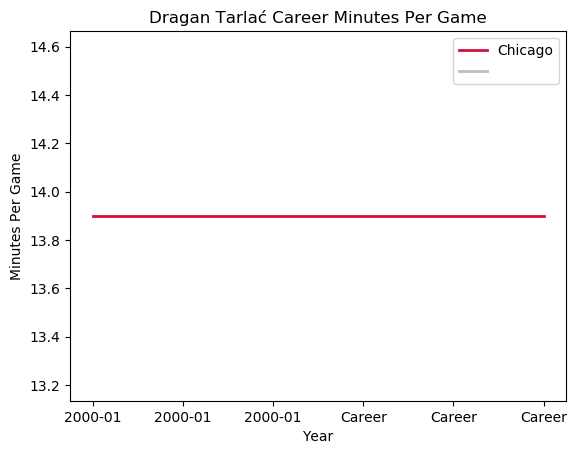 Dragan Tarlać Career Minutes Per Game
14.6
14.4
14.2
14.0
13.8
13.6
13.4
13.2
Minutes Per Game
Chicago
2000-01 2000-01 2000-01 Career Career Career
Year